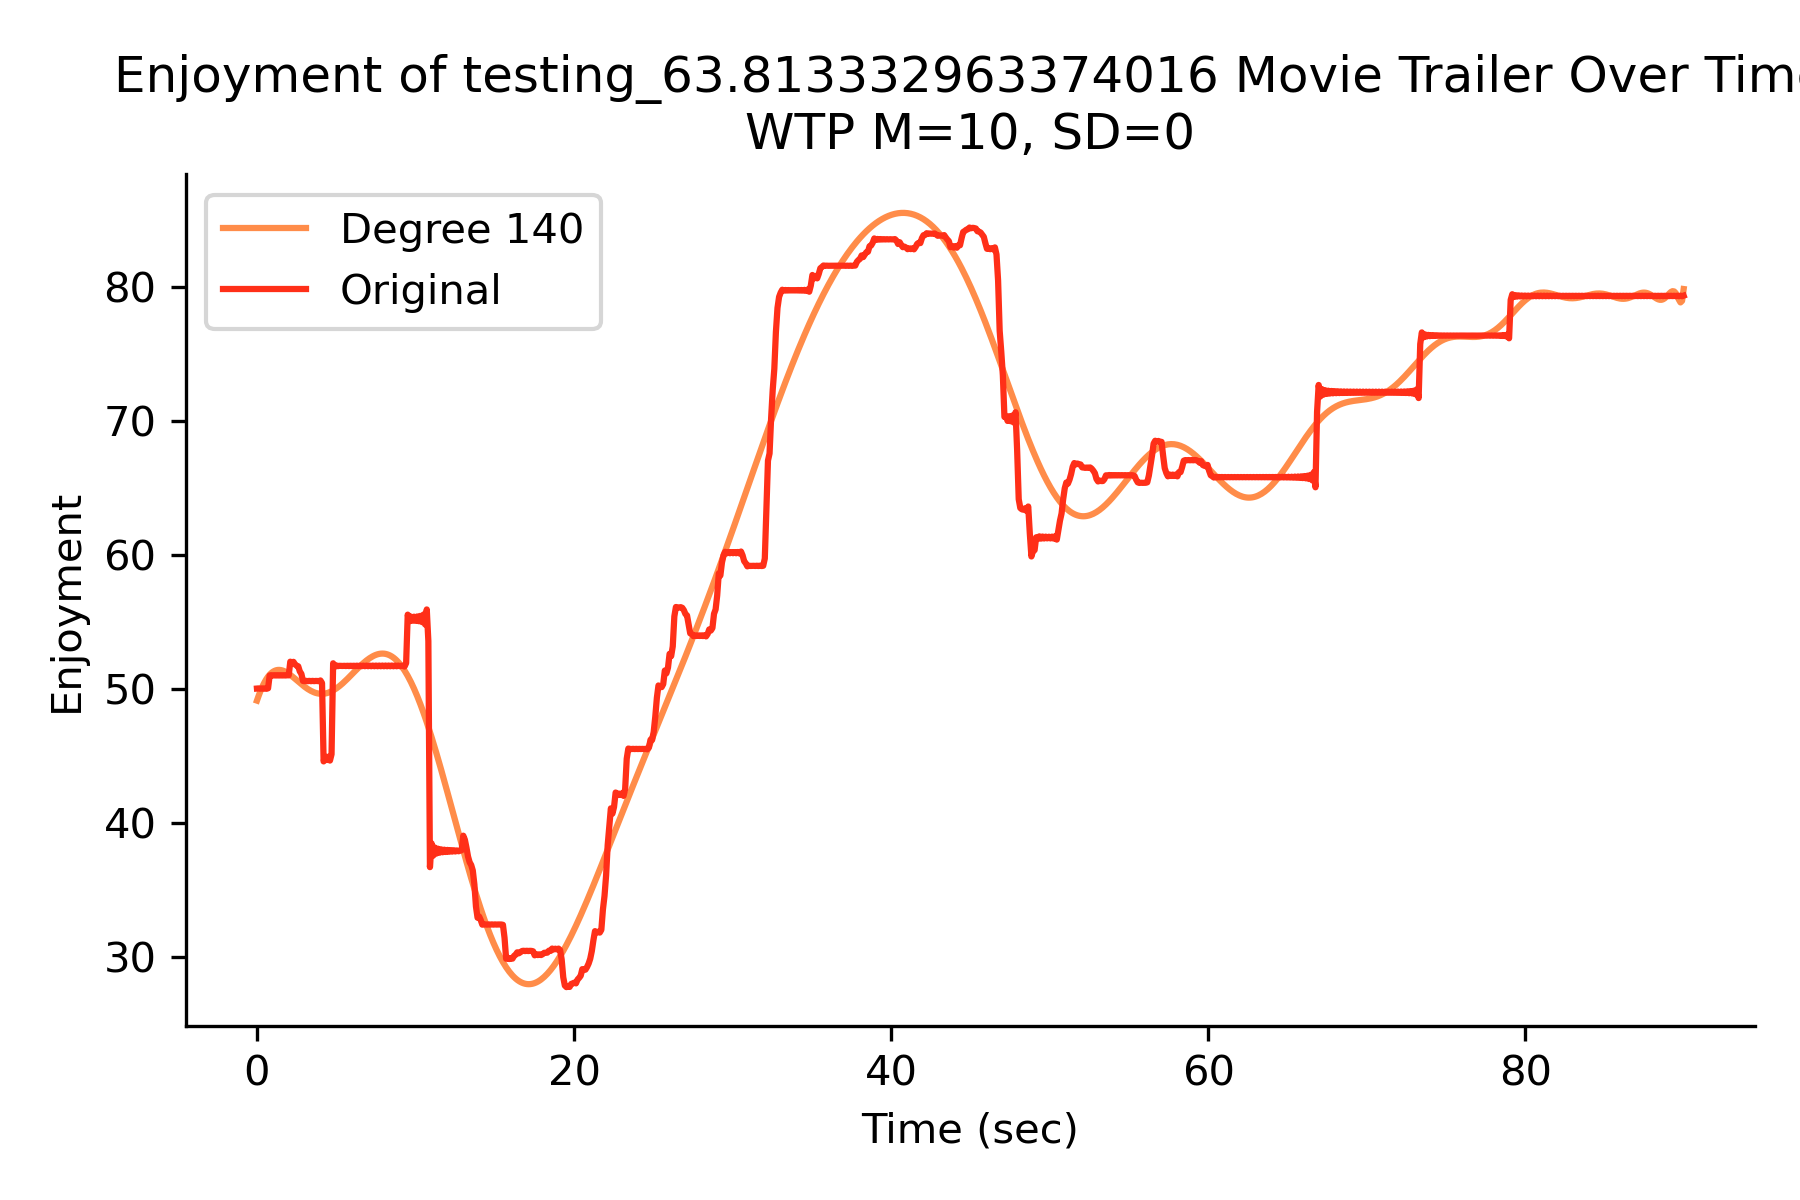 Enjoyment of testing_63.813332963374016 Movie Trailer Over Time
WTP M=10, SD=0
Degree 140
Original
80
70
60
50
40
30
Enjoyment
0 20 40 60 80
Time (sec)